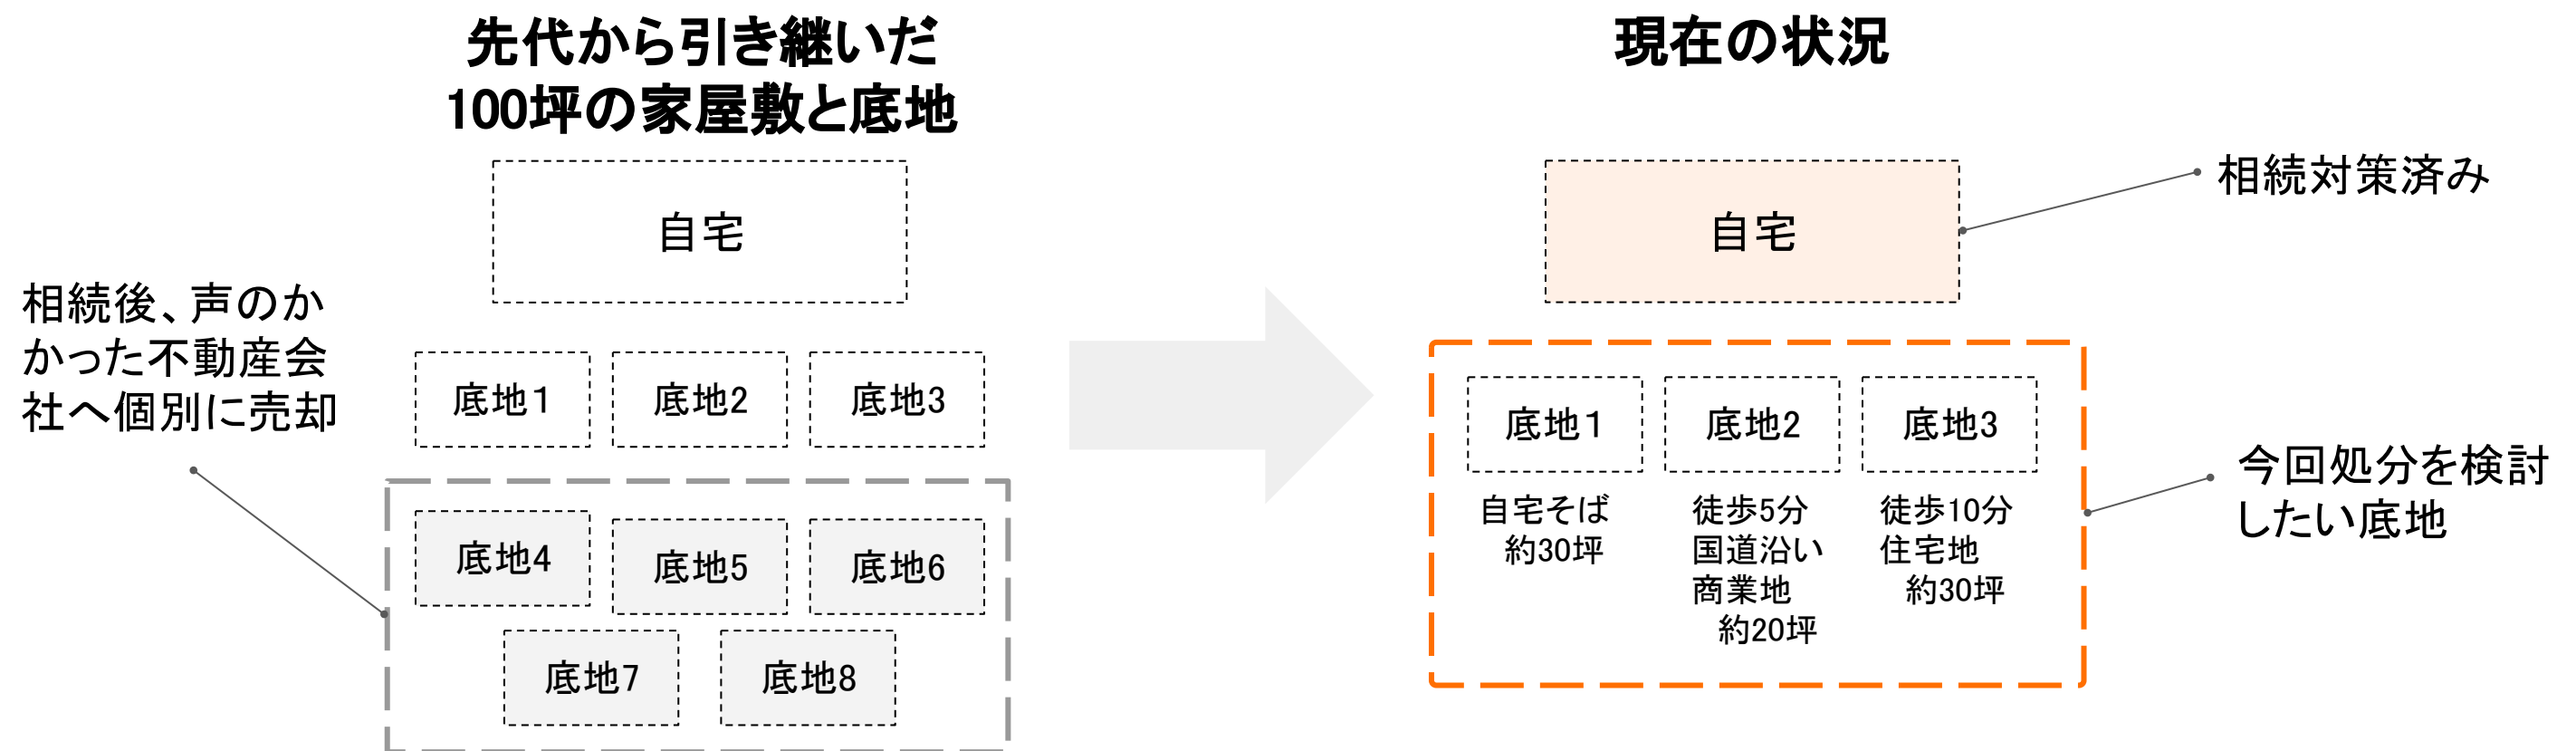 先代から引き継いだ
100坪の家屋敷と底地
自宅
相続後、声のか
かった不動産会
社へ個別に売却
底地1
底地2
底地3
底地4
底地5
底地6
底地7
底地8
現在の状況
自宅
相続対策済み
底地1
底地2
底地3
自宅そば
約30坪
徒歩5分
国道沿い
商業地
約20坪
徒歩10分
住宅地
約30坪
今回処分を検討
したい底地